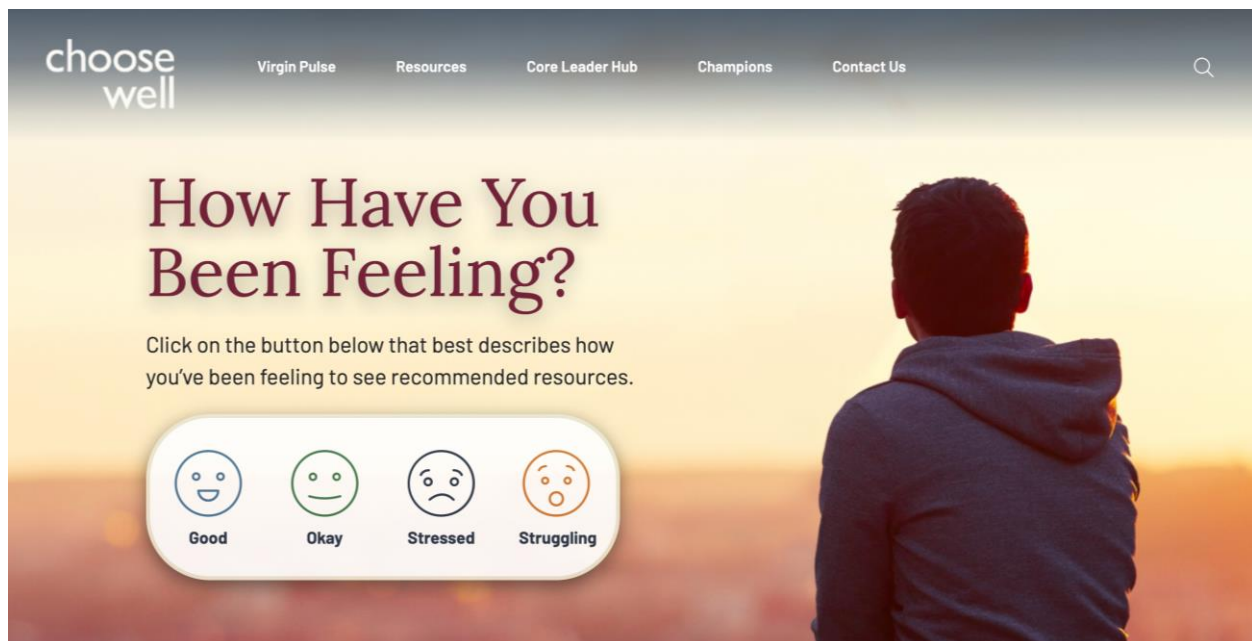 choose
well
Virgin Pulse
Resources
Core Leader Hub
Champions
Contact Us
How Have You
Been Feeling?
Click on the button below that best describes how
you've been feeling to see recommended resources.
Good
Okay
Stressed
Struggling